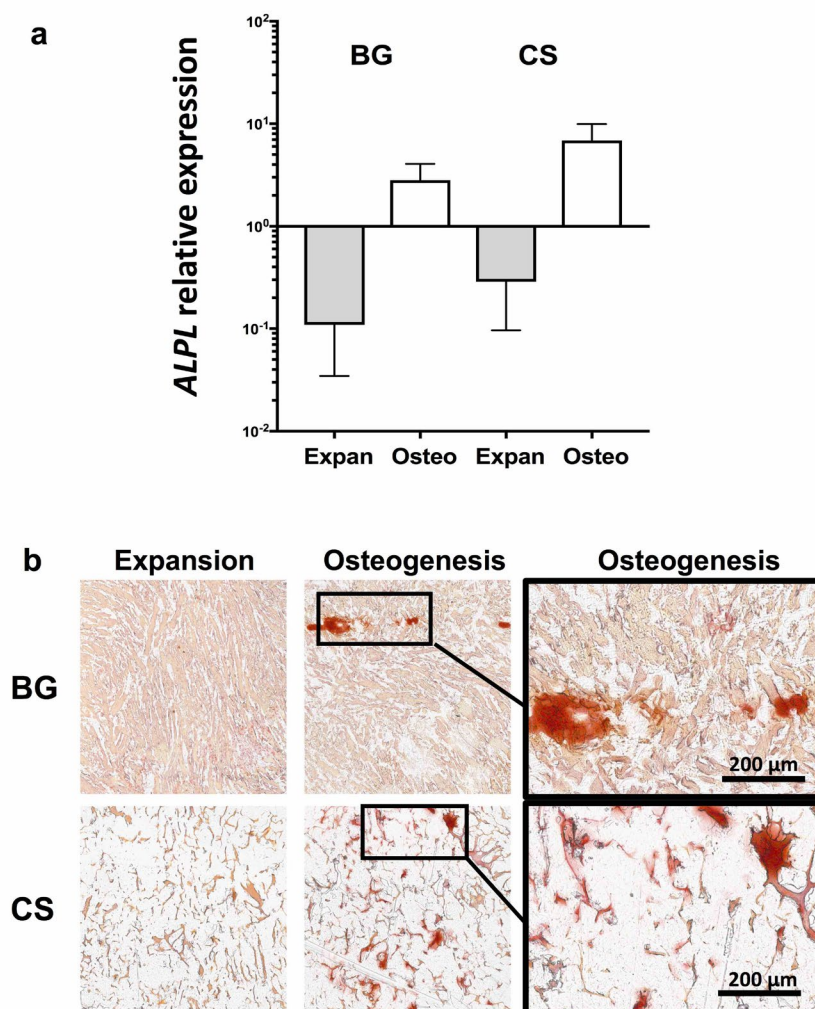 a
BG CS
ALPL relative expression
10²
10¹
10⁰
10⁻¹
10⁻²
Expan Osteo Expan Osteo
b
Expansion Osteogenesis Osteogenesis
BG
200 µm
CS
200 µm